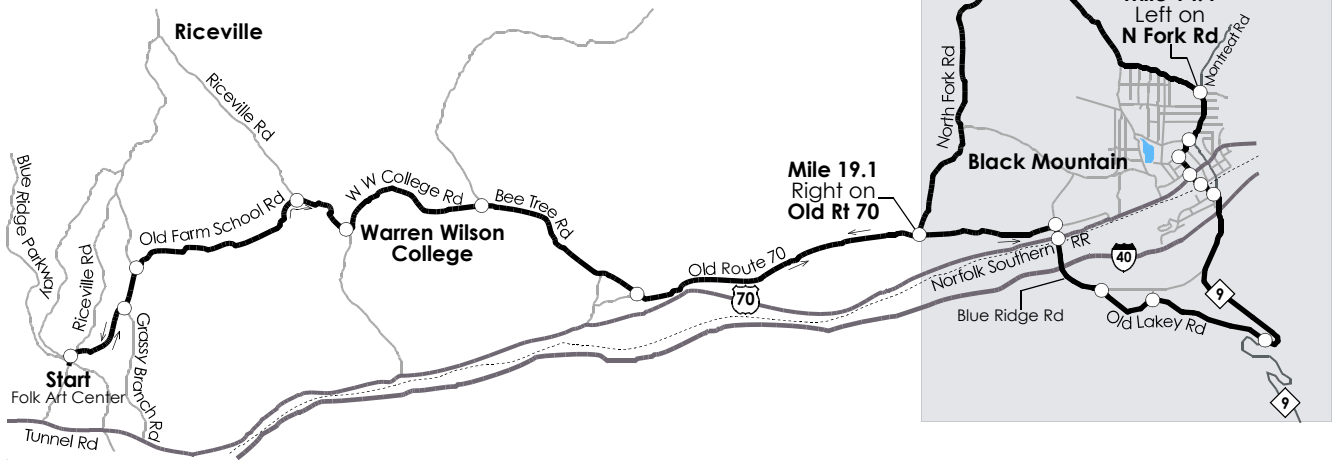 Riceville
Riceville Rd
Blue Ridge Parkway
Old Farm School Rd
W W College Rd
Bee Tree Rd
Warren Wilson
College
Riceville Rd
Grassy Branch Rd
Start
Folk Art Center
Tunnel Rd
Mile 19.1
Right on
Old Rt 70
Old Route 70
70
North Fork Rd
Left on
N Fork Rd
Montreat Rd
Black Mountain
Norfolk Southern RR
40
Blue Ridge Rd
Old Lakey Rd
9
9